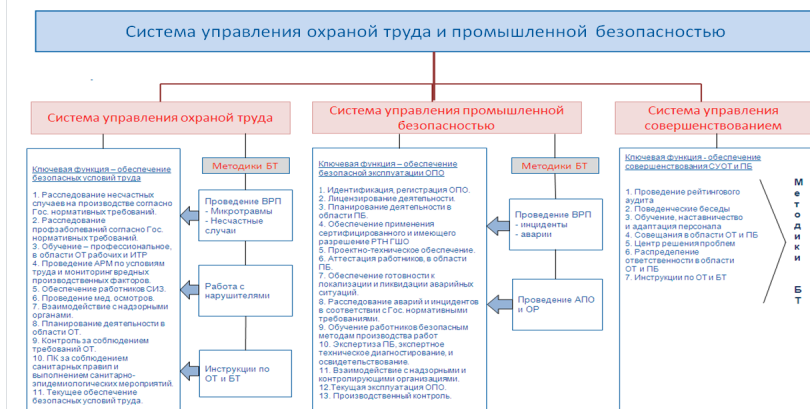 Система управления охраной труда и промышленной безопасностью
Система управления охраной труда
Ключевая функция – обеспечение
безопасных условий труда
1. Расследование несчастных
случаев на производстве согласно
Гос. нормативных требований.
2. Расследование
профзаболеваний согласно Гос.
нормативных требований.
3. Обучение – профессиональное,
в области ОТ рабочих и ИТР
4. Проведение АРМ по условиям
труда и мониторинг вредных
производственных факторов.
5. Обеспечение работников СИЗ.
6. Проведение мед. осмотров.
7. Взаимодействие с надзорными
органами.
8. Планирование деятельности в
области ОТ.
9. Контроль за соблюдением
требований ОТ.
10. ПК за соблюдением
санитарных правил и
выполнением санитарно-
эпидемиологических мероприятий.
11. Текущее обеспечение
безопасных условий труда.
Методики БТ
Проведение ВРП
- Микротравмы
- Несчастные
случаи
Работа с
нарушителями
Инструкции по
ОТ и БТ
Система управления промышленной
безопасностью
Ключевая функция – обеспечение
безопасной эксплуатации ОПО
1. Идентификация, регистрация ОПО.
2. Лицензирование деятельности.
3. Планирование деятельности в
области ПБ.
4. Обеспечение применения
сертифицированного и имеющего
разрешение РТН ГШО
5. Проектно-техническое обеспечение.
6. Аттестация работников, в области
ПБ.
7. Обеспечение готовности к
локализации и ликвидации аварийных
ситуаций.
8. Расследование аварий и инцидентов
в соответствии с Гос. нормативными
требованиями.
9. Обучение работников безопасным
методам производства работ
10. Экспертиза ПБ, экспертное
техническое диагностирование, и
освидетельствование.
11. Взаимодействие с надзорными и
контролирующими организациями.
12.Текущая эксплуатация ОПО.
13. Производственный контроль.
Методики БТ
Проведение ВРП
- инциденты
- аварии
Проведение АПО
и ОР
Система управления
совершенствованием
Ключевая функция - обеспечение
совершенствования СУОТ и ПБ
1. Проведение рейтингового
аудита
2. Поведенческие беседы
3. Обучение, наставничество
и адаптация персонала
4. Совещания в области ОТ и ПБ
5. Центр решения проблем
6. Распределение
ответственности в области
ОТ и ПБ
7. Инструкции по ОТ и БТ
Методики БТ